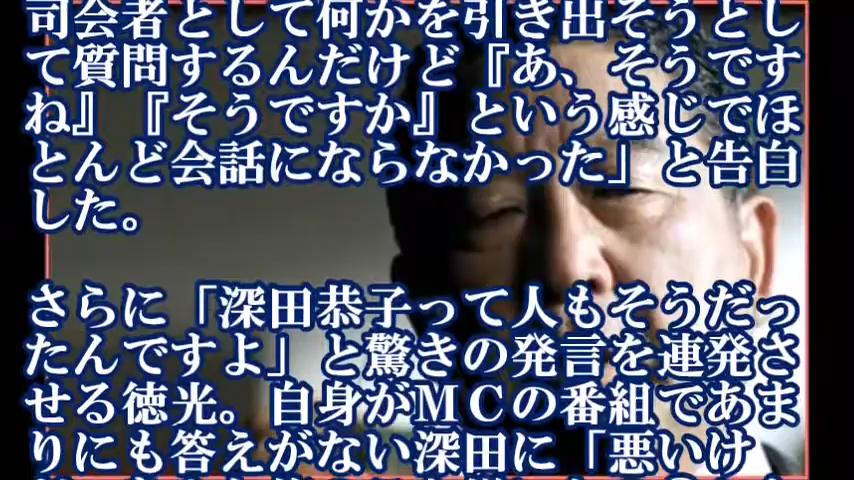 司会者として何かを引き出そうとし
て質問するんだけど『あ、そうです
ね』『そうですか』という感じでほ
とんど会話にならなかった」と告白
した。
さらに「深田恭子って人もそうだっ
たんですよ」と驚きの発言を連発さ
せる徳光。自身がＭＣの番組であま
りにも答えがない深田に「悪いけ